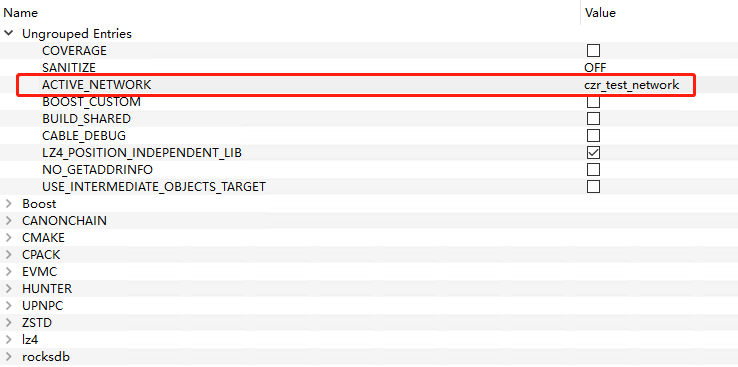 Name Value
Ungrouped Entries
COVERAGE
SANITIZE OFF
ACTIVE_NETWORK czr_test_network
BOOST_CUSTOM
BUILD_SHARED
CABLE_DEBUG
LZ4_POSITION_INDEPENDENT_LIB
NO_GETADDRINFO
USE_INTERMEDIATE_OBJECTS_TARGET
Boost
CANONCHAIN
CMAKE
CPACK
EVMC
HUNTER
UPNPC
ZSTD
lz4
rocksdb